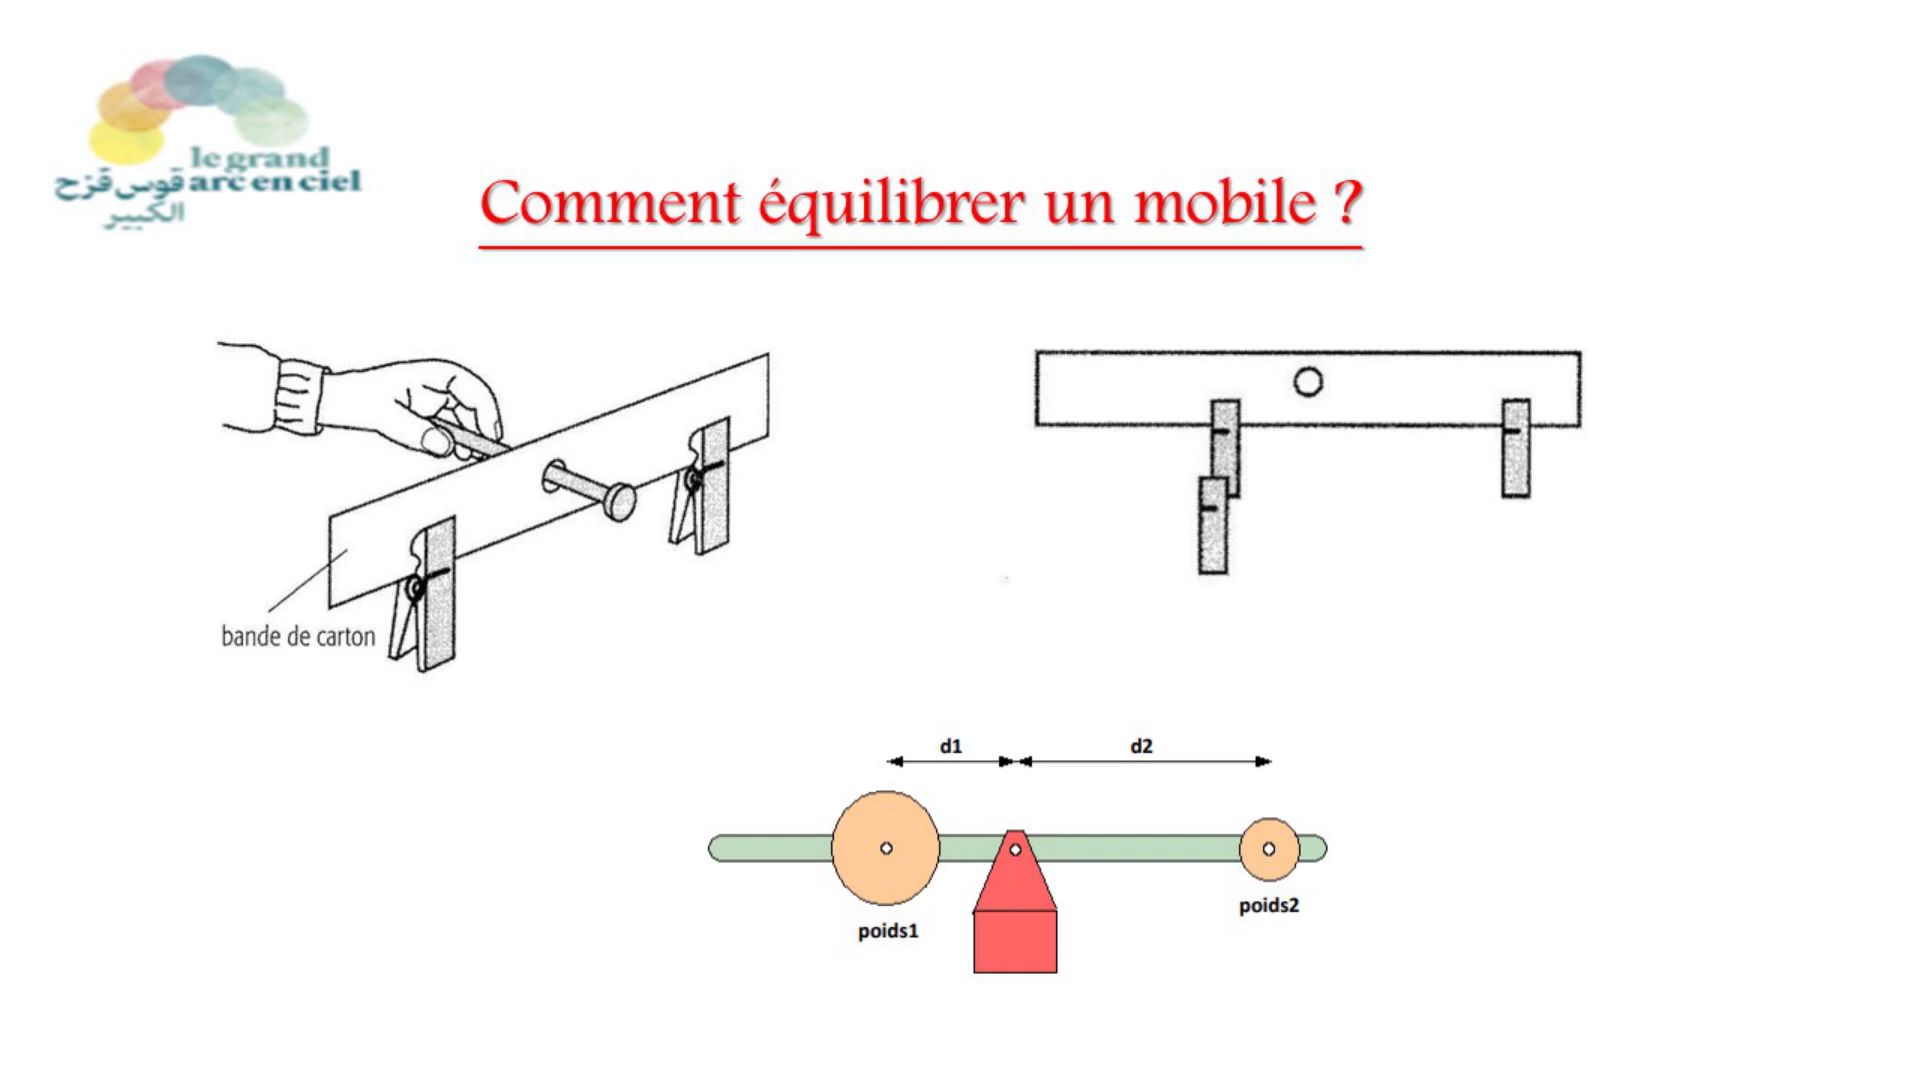 le grand
قوس قزح arc en ciel
الكبير
Comment équilibrer un mobile ?
bande de carton
d1 d2
poids1
poids2